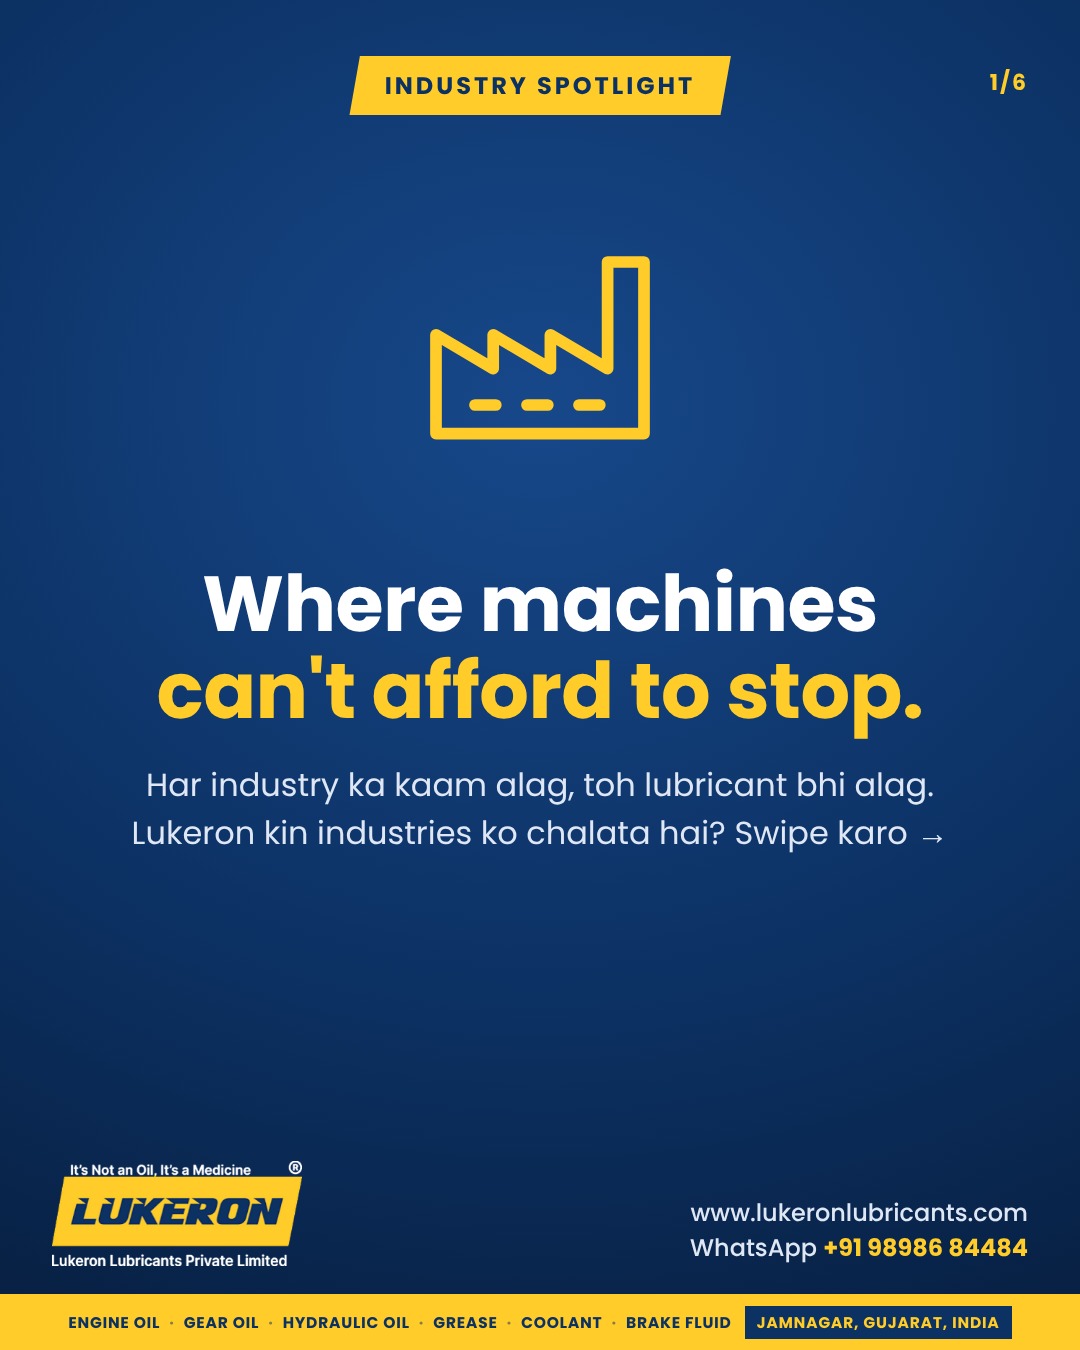 INDUSTRY SPOTLIGHT
1/6
Where machines
can't afford to stop.
Har industry ka kaam alag, toh lubricant bhi alag.
Lukeron kin industries ko chalata hai? Swipe karo →
It's Not an Oil, It's a Medicine ®
LUKERON
Lukeron Lubricants Private Limited
www.lukeronlubricants.com
WhatsApp +91 98986 84484
ENGINE OIL · GEAR OIL · HYDRAULIC OIL · GREASE · COOLANT · BRAKE FLUID JAMNAGAR, GUJARAT, INDIA